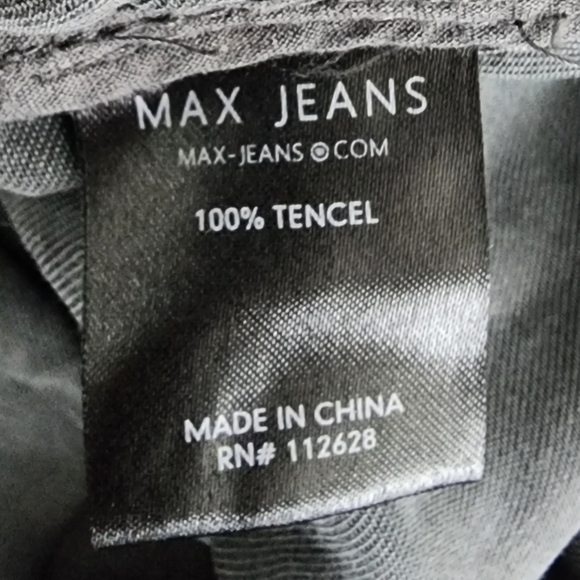 MAX JEANS
MAX-JEANS.COM
100% TENCEL
MADE IN CHINA
RN# 112628